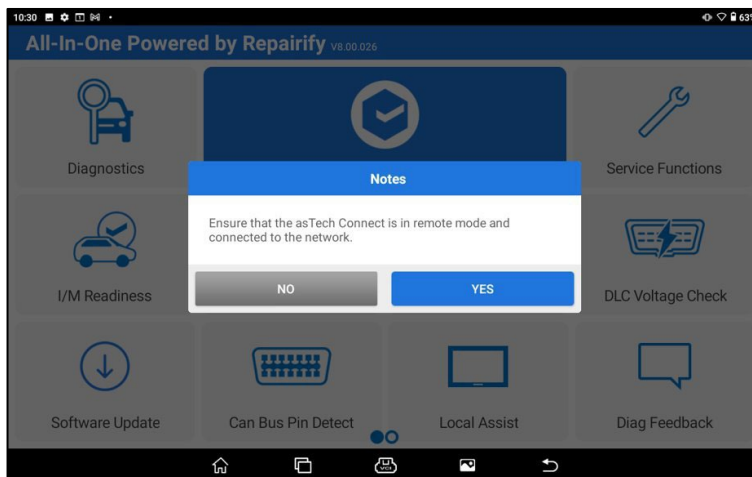 10:30
63%
All-In-One Powered by Repairify V8.00.026
Diagnostics
Service Functions
Notes
Ensure that the asTech Connect is in remote mode and
connected to the network.
NO
YES
I/M Readiness
DLC Voltage Check
Software Update
Can Bus Pin Detect
Local Assist
Diag Feedback
VCI